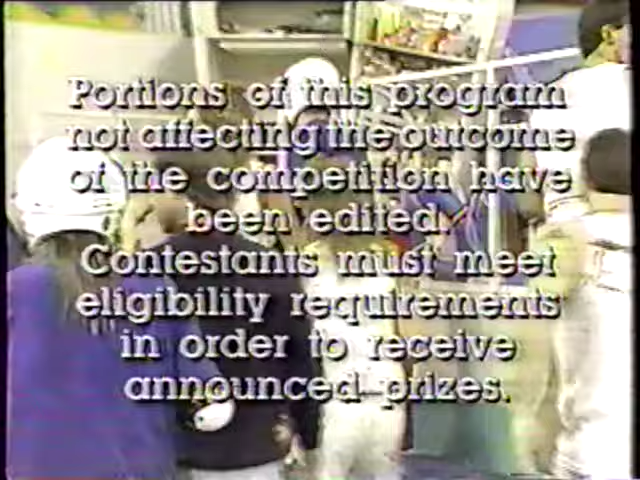 Portions of this program
not affecting the outcome
of the competition have
been edited.
Contestants must meet
eligibility requirements
in order to receive
announced prizes.